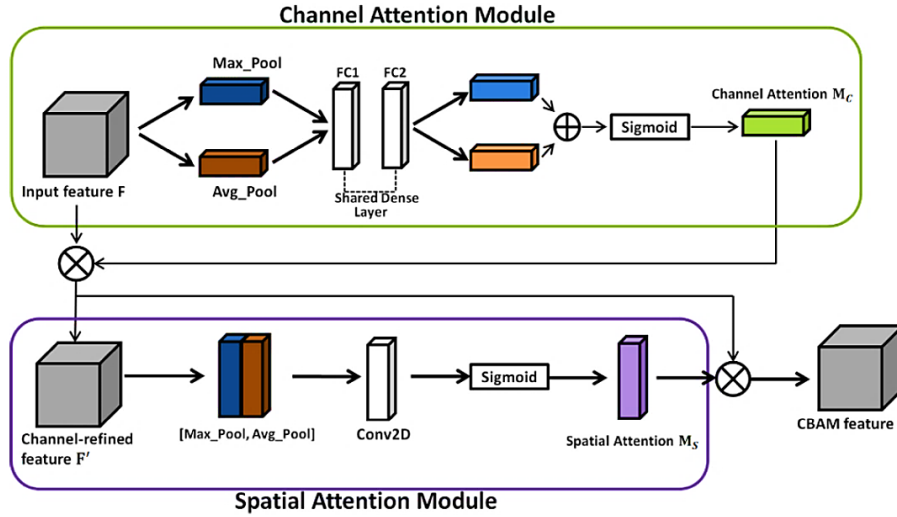 Channel Attention Module
Max_Pool
FC1
FC2
Channel Attention M_C
Sigmoid
Input feature F
Avg_Pool
Shared Dense
Layer
Sigmoid
Channel-refined
feature F′
[Max_Pool, Avg_Pool]
Conv2D
Spatial Attention M_S
CBAM feature
Spatial Attention Module